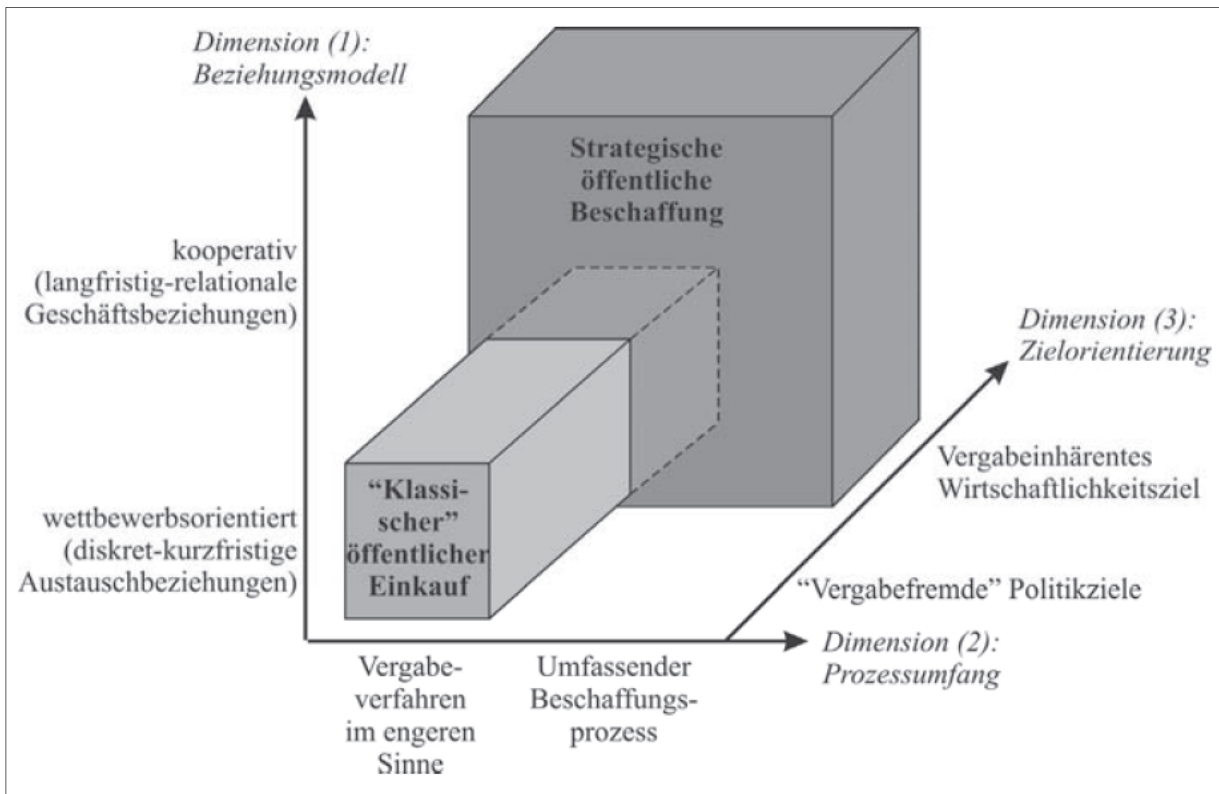 Dimension (1):
Beziehungsmodell
Strategische
öffentliche
Beschaffung
kooperativ
(langfristig-relationale
Geschäftsbeziehungen)
Dimension (3):
Zielorientierung
Vergabeinhärentes
Wirtschaftlichkeitsziel
“Klassi-
scher”
öffentlicher
Einkauf
wettbewerbsorientiert
(diskret-kurzfristige
Austauschbeziehungen)
“Vergabefremde” Politikziele
Dimension (2):
Prozessumfang
Vergabe-
verfahren
im engeren
Sinne
Umfassender
Beschaffungs-
prozess